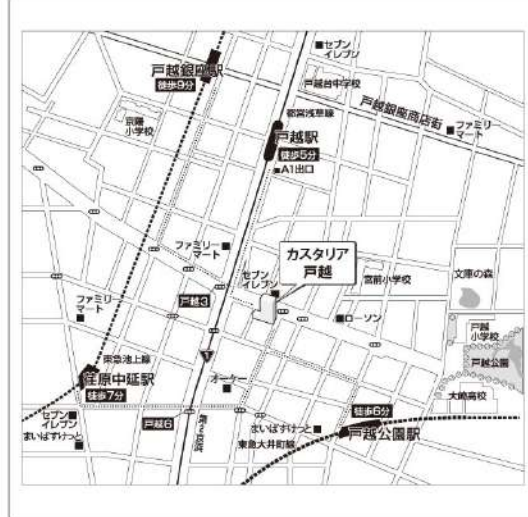 セブン
イレブン
戸越銀座駅
徒歩9分
戸越台中学校
京陽
小学校
都営浅草線
戸越銀座商店街
ファミリー
マート
戸越駅
徒歩5分
A1出口
ファミリー
マート
カスタリア
戸越
セブン
イレブン
宮前小学校
文庫の森
ファミリー
マート
戸越3
ローソン
戸越
小学校
東急池上線
1
戸越公園
荏原中延駅
徒歩7分
オーケー
大崎高校
セブン
イレブン
まいばすけっと
戸越6
第2京浜
まいばすけっと
徒歩6分
東急大井町線
戸越公園駅